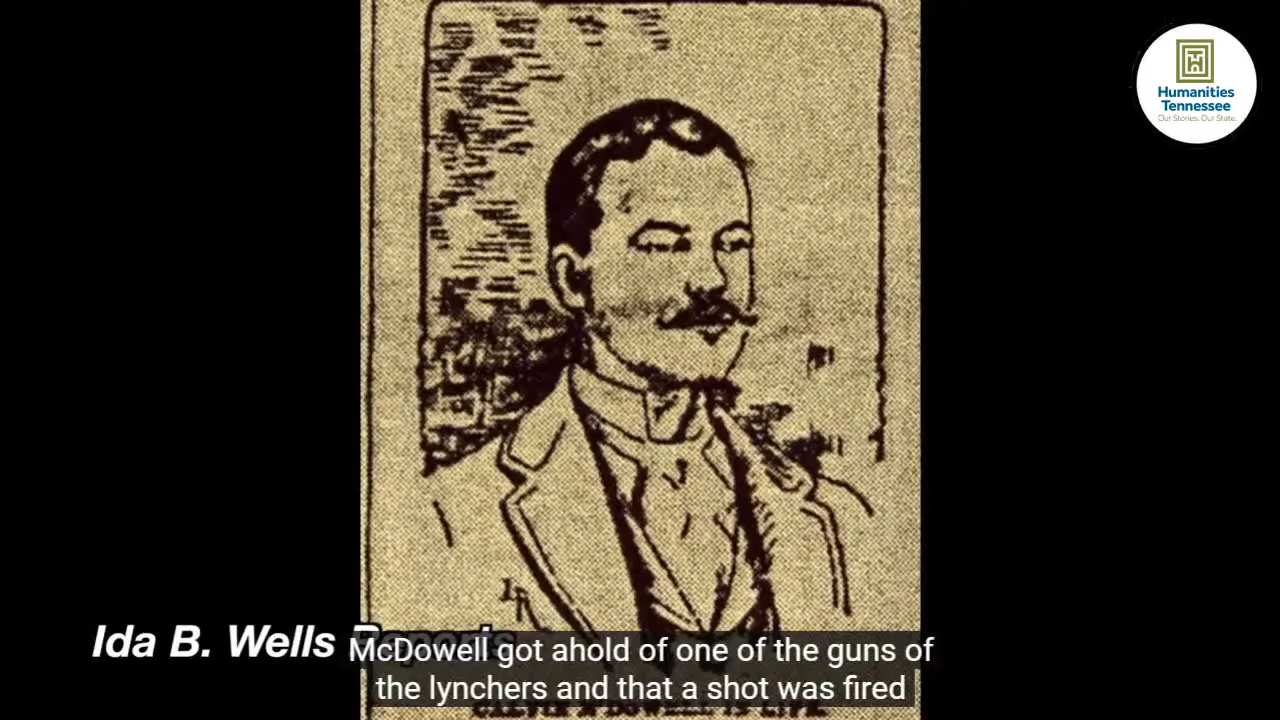 Humanities
Tennessee
Our Stories. Our State.
Ida B. Wells Reports
McDowell got ahold of one of the guns of
the lynchers and that a shot was fired